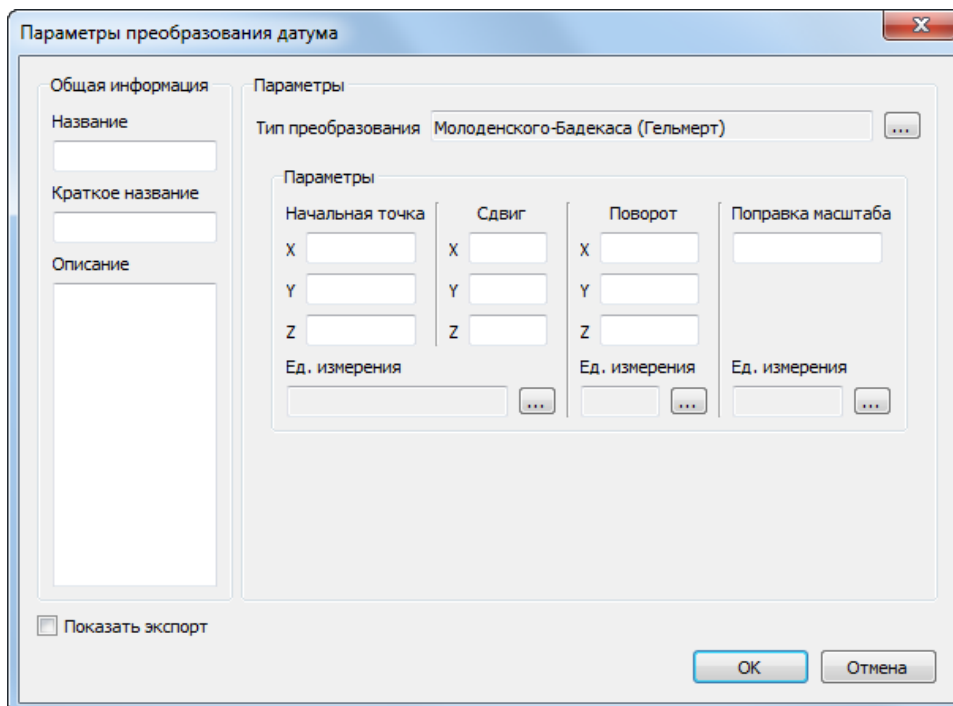 Параметры преобразования датума
Общая информация
Название
Краткое название
Описание
Параметры
Тип преобразования Молоденского-Бадекаса (Гельмерт) ...
Параметры
Начальная точка Сдвиг Поворот Поправка масштаба
X X X
Y Y Y
Z Z Z
Ед. измерения Ед. измерения Ед. измерения
... ... ...
Показать экспорт
OK Отмена